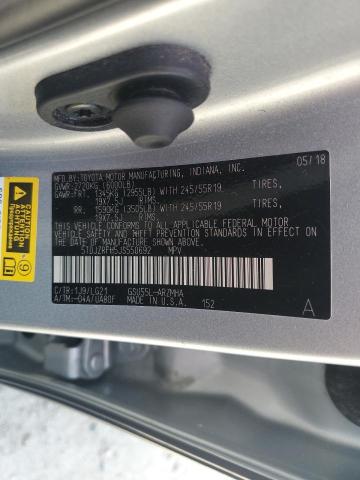 MFD.BY:TOYOTA MOTOR MANUFACTURING, INDIANA, INC. 05/18
GVWR:2720KG (6000LB)
GAWR:FRT. 1345KG (2955LB) WITH 245/55R19 TIRES,
19X7.5J RIMS,
RR. 1590KG (3505LB) WITH 245/55R19 TIRES,
19X7.5J RIMS,
THIS VEHICLE CONFORMS TO ALL APPLICABLE FEDERAL
MOTOR VEHICLE SAFETY AND THEFT PREVENTION
STANDARDS IN EFFECT ON THE DATE OF MANUFACTURE
SHOWN ABOVE.
5TDJZRFH5JS550692 MPV
C/TR:1J9/LG21 GSU55L-ARZMHA
A/TM:-04A/UA80F MADE IN U.S.A. 152 A
CAUTION